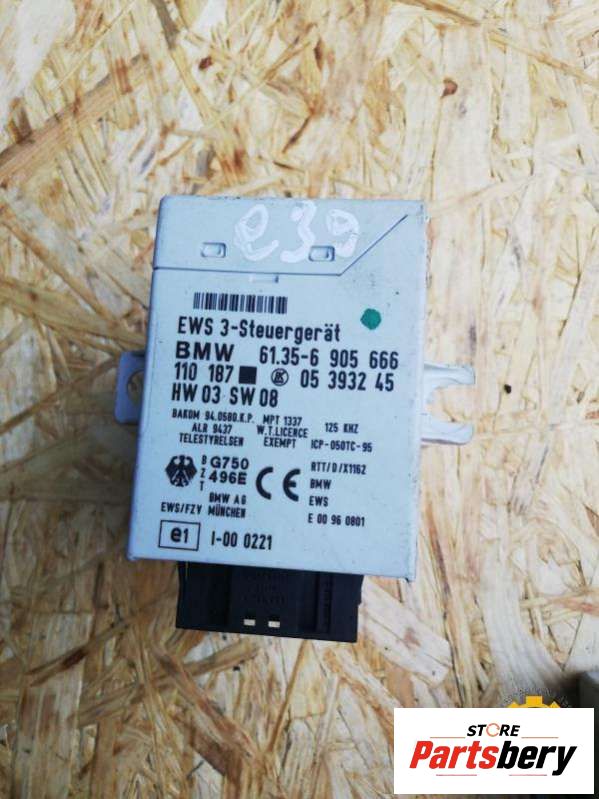 e39
EWS 3-Steuergerät
BMW 61.35-6 905 666
110 187 05 3932 45
HW 03 SW 08
BAKOM 94.0580.K.P. MPT 1337 125 KHZ
ALR 9437 W.T.LICENCE
TELESTYRELSEN EXEMPT ICP-050TC-95
BZT G750 496E CE RTT/D/X1162
BMW
BMW AG EWS
EWS/FZV MÜNCHEN E 00 96 0801
e1 I-00 0221
STORE
Partsbery